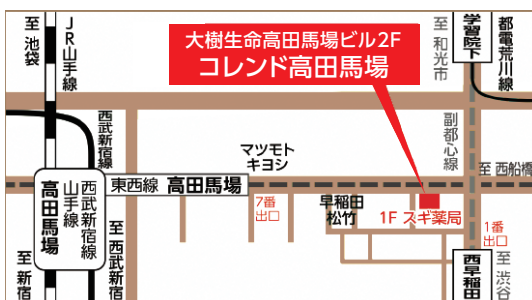 大樹生命高田馬場ビル2F
コレンド高田馬場
至 池袋
JR山手線
至 和光市
学習院下
都電荒川線
西武新宿線
副都心線
マツモト
キヨシ
至 西船橋
東西線 高田馬場
西武新宿線
山手線
高田馬場
7番
出口
早稲田
松竹
1F スギ薬局
1番
出口
至 新宿
至 西武新宿
西早稲田
至 渋谷